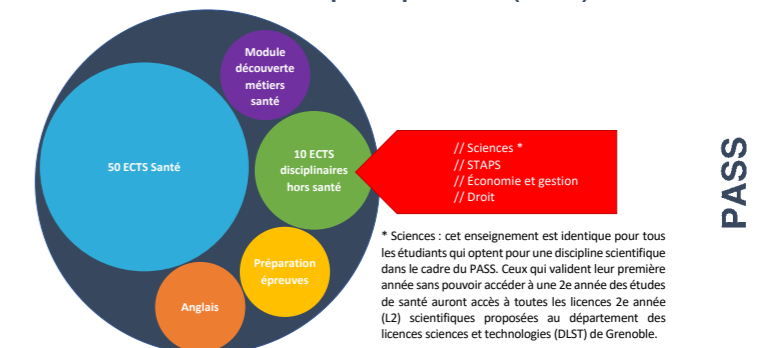 Module
découverte
métiers
santé
50 ECTS Santé
10 ECTS
disciplinaires
hors santé
// Sciences *
// STAPS
// Économie et gestion
// Droit
Préparation
épreuves
Anglais
* Sciences : cet enseignement est identique pour tous
les étudiants qui optent pour une discipline scientifique
dans le cadre du PASS. Ceux qui valident leur première
année sans pouvoir accéder à une 2e année des études
de santé auront accès à toutes les licences 2e année
(L2) scientifiques proposées au département des
licences sciences et technologies (DLST) de Grenoble.
PASS